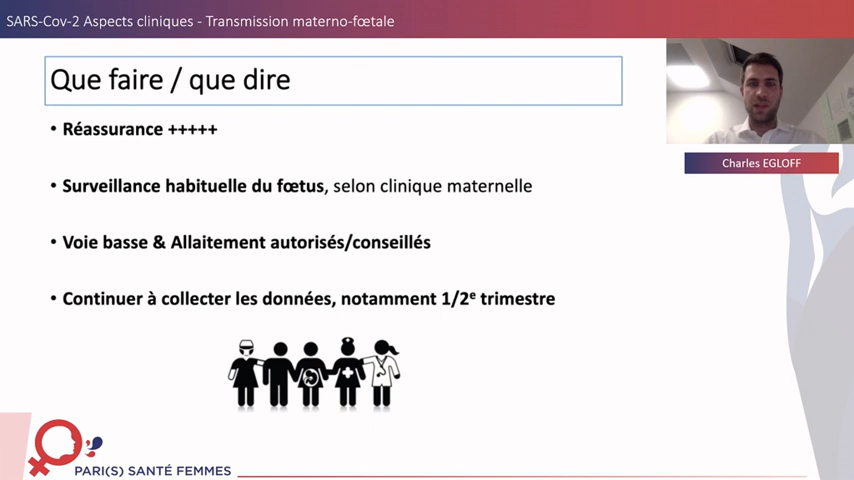 SARS-Cov-2 Aspects cliniques - Transmission materno-fœtale
Que faire / que dire
• Réassurance +++++
• Surveillance habituelle du fœtus, selon clinique maternelle
• Voie basse & Allaitement autorisés/conseillés
• Continuer à collecter les données, notamment 1/2e trimestre
Charles EGLOFF
PARI(S) SANTÉ FEMMES